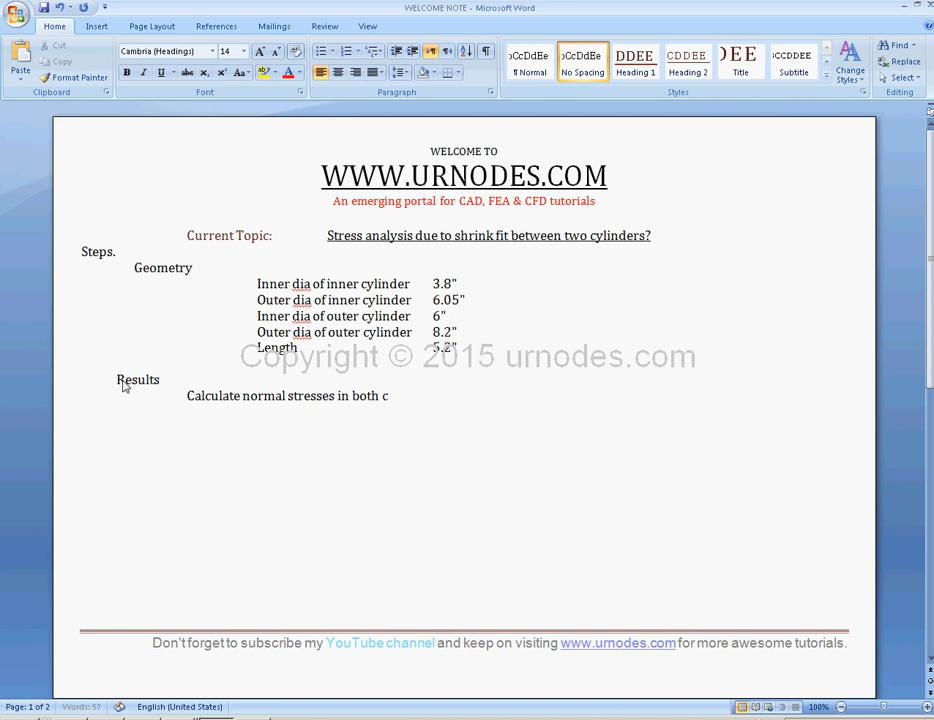 WELCOME NOTE - Microsoft Word
Home Insert Page Layout References Mailings Review View
Paste Cut Copy Format Painter Clipboard
Cambria (Headings) 14 Font
Paragraph
AaBbCcDdEe ¶ Normal No Spacing Heading 1 Heading 2 Title Subtitle Change Styles Styles
Find Replace Select Editing
WELCOME TO
WWW.URNODES.COM
An emerging portal for CAD, FEA & CFD tutorials
Current Topic: Stress analysis due to shrink fit between two cylinders?
Steps.
Geometry
Inner dia of inner cylinder 3.8"
Outer dia of inner cylinder 6.05"
Inner dia of outer cylinder 6"
Outer dia of outer cylinder 8.2"
Length 5.2"
Copyright © 2015 urnodes.com
Results
Calculate normal stresses in both c
Don't forget to subscribe my YouTube channel and keep on visiting www.urnodes.com for more awesome tutorials.
Page: 1 of 2 Words: 57 English (United States) 100%